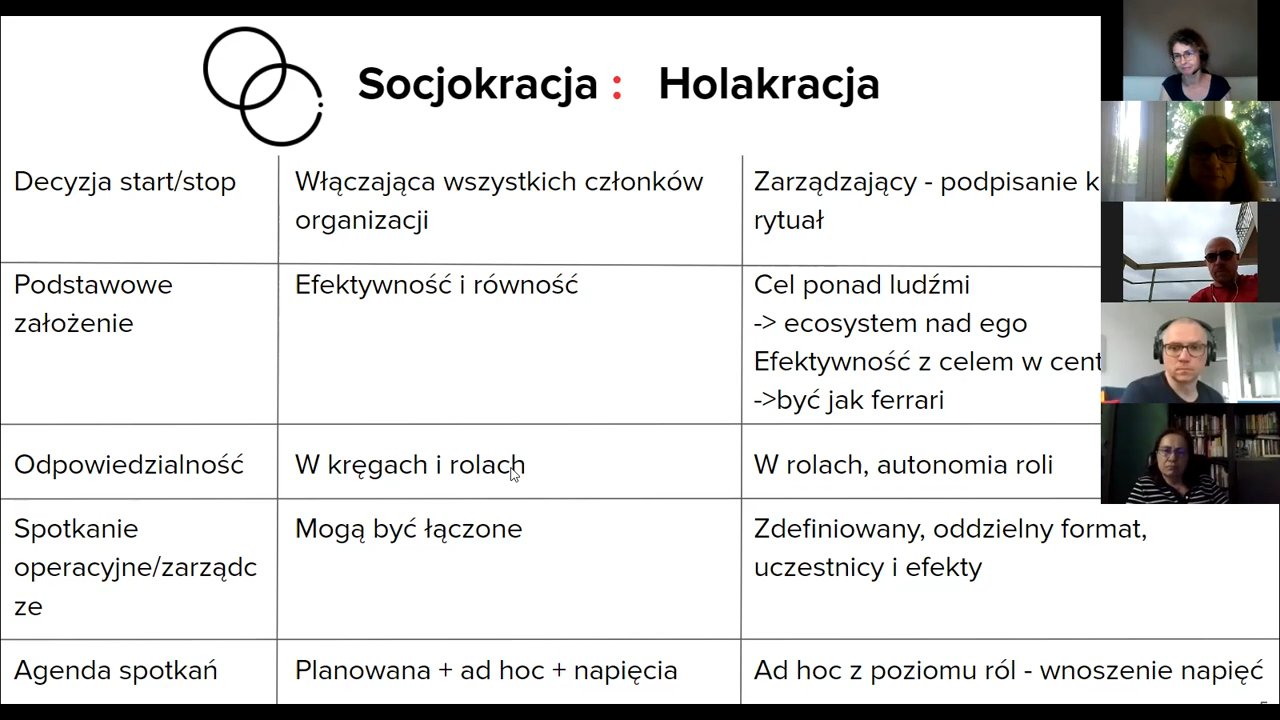 Socjokracja : Holakracja
Decyzja start/stop
Włączająca wszystkich członków
organizacji
Zarządzający - podpisanie
rytuał
Podstawowe
założenie
Efektywność i równość
Cel ponad ludźmi
-> ecosystem nad ego
Efektywność z celem w
->być jak ferrari
Odpowiedzialność
W kręgach i rolach
W rolach, autonomia roli
Spotkanie
operacyjne/zarządc
ze
Mogą być łączone
Zdefiniowany, oddzielny format,
uczestnicy i efekty
Agenda spotkań
Planowana + ad hoc + napięcia
Ad hoc z poziomu ról - wnoszenie napięć